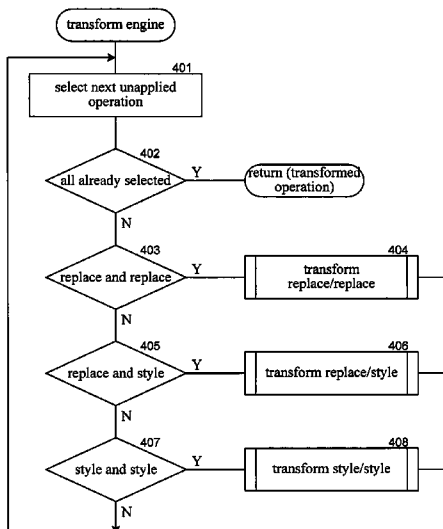 transform engine
401
select next unapplied
operation
402
all already selected
Y
return (transformed
operation)
N
403
replace and replace
Y
404
transform
replace/replace
N
405
replace and style
Y
406
transform replace/style
N
407
style and style
Y
408
transform style/style
N